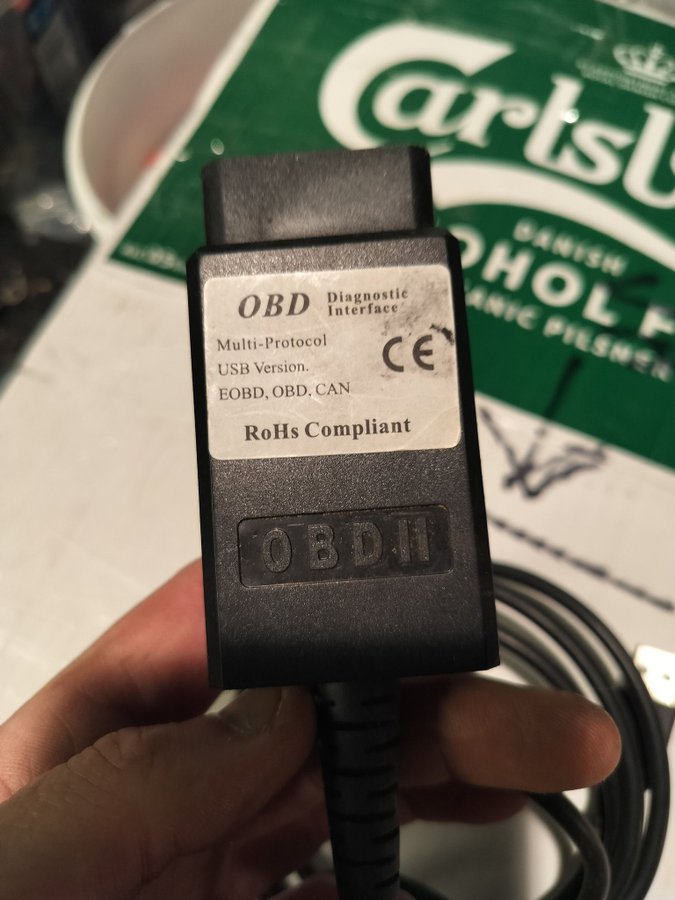 Carlsb
DANISH
OHOL F
ANIC PILSNER
OBD Diagnostic Interface
Multi-Protocol
USB Version.
EOBD, OBD, CAN
CE
RoHs Compliant
OBDII